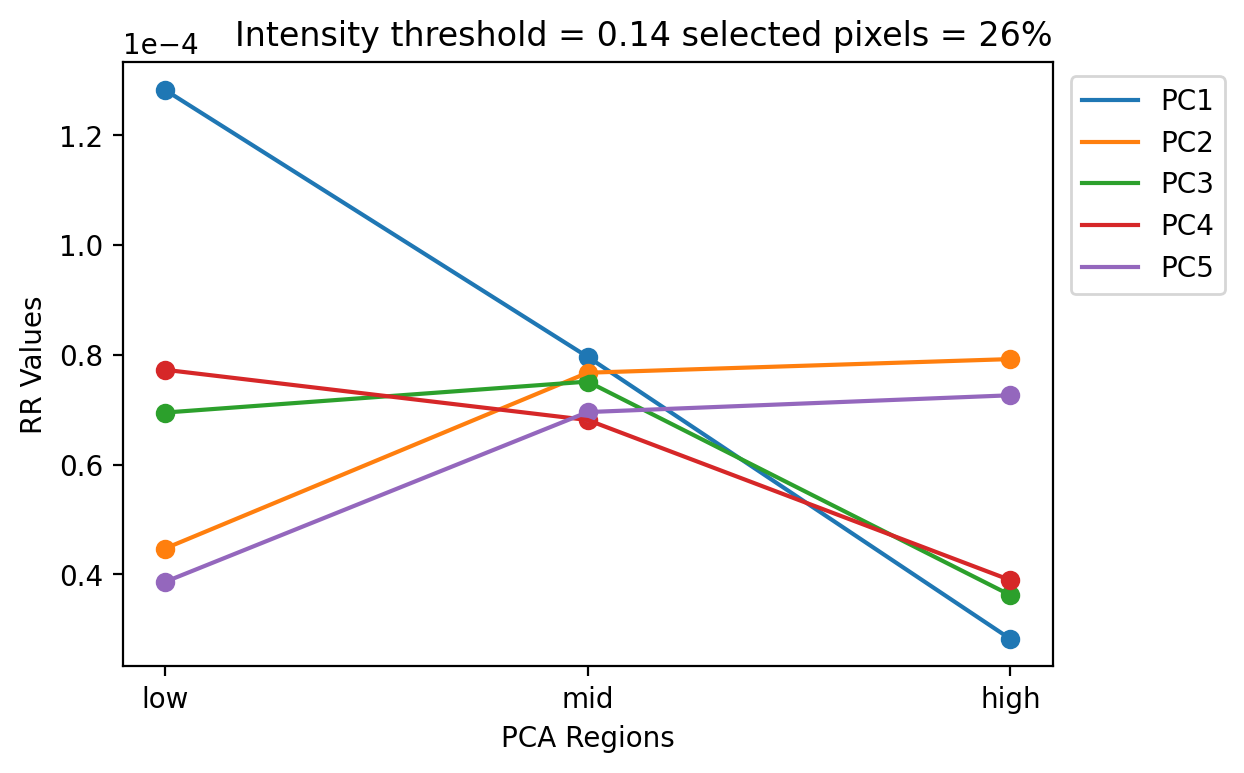 1e−4
Intensity threshold = 0.14 selected pixels = 26%
1.2
1.0
0.8
0.6
0.4
RR Values
low
mid
high
PCA Regions
PC1
PC2
PC3
PC4
PC5